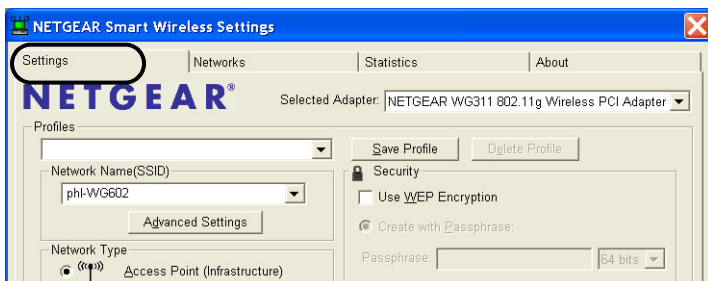 NETGEAR Smart Wireless Settings
Settings Networks Statistics About
NETGEAR® Selected Adapter: NETGEAR WG311 802.11g Wireless PCI Adapter
Profiles
Save Profile Delete Profile
Network Name(SSID) Security
phl-WG602 Use WEP Encryption
Advanced Settings Create with Passphrase:
Network Type Passphrase: 64 bits
Access Point (Infrastructure)